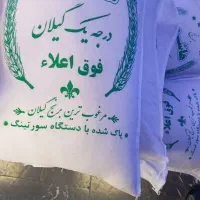 درجه یک گیلان
فوق اعلاء
مرغوب ترین برنج گیلان
پاک شده با دستگاه سورتینگ